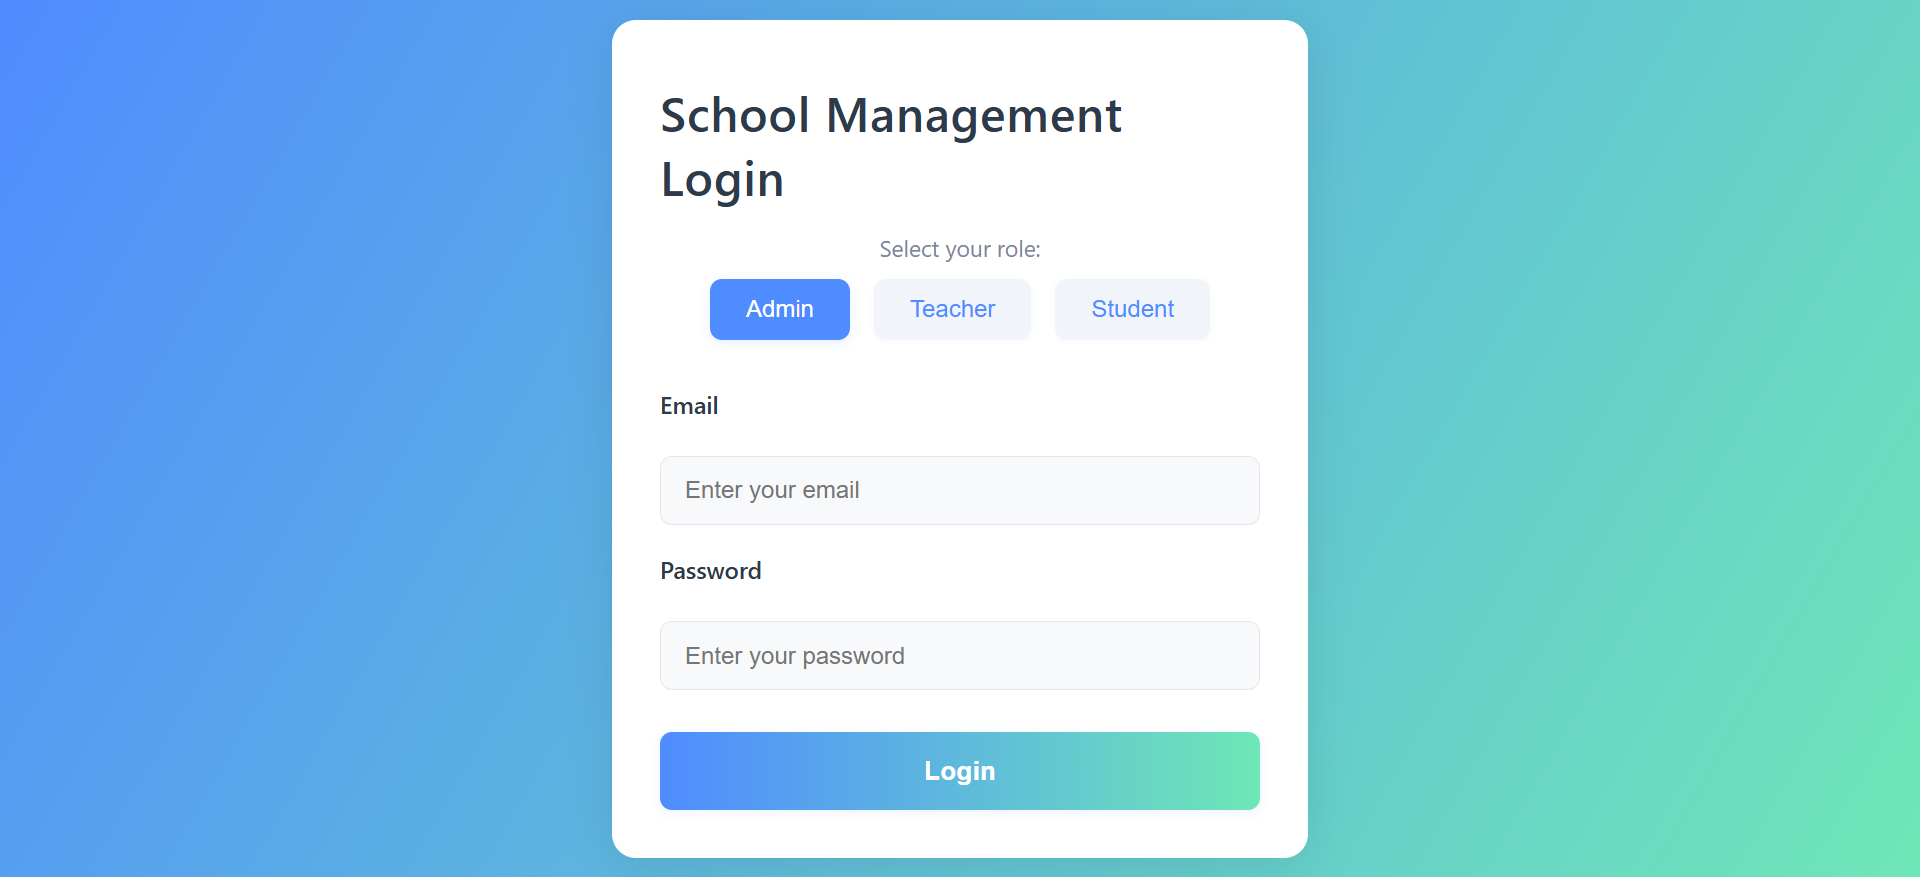 School Management
Login
Select your role:
Admin Teacher Student
Email
Enter your email
Password
Enter your password
Login